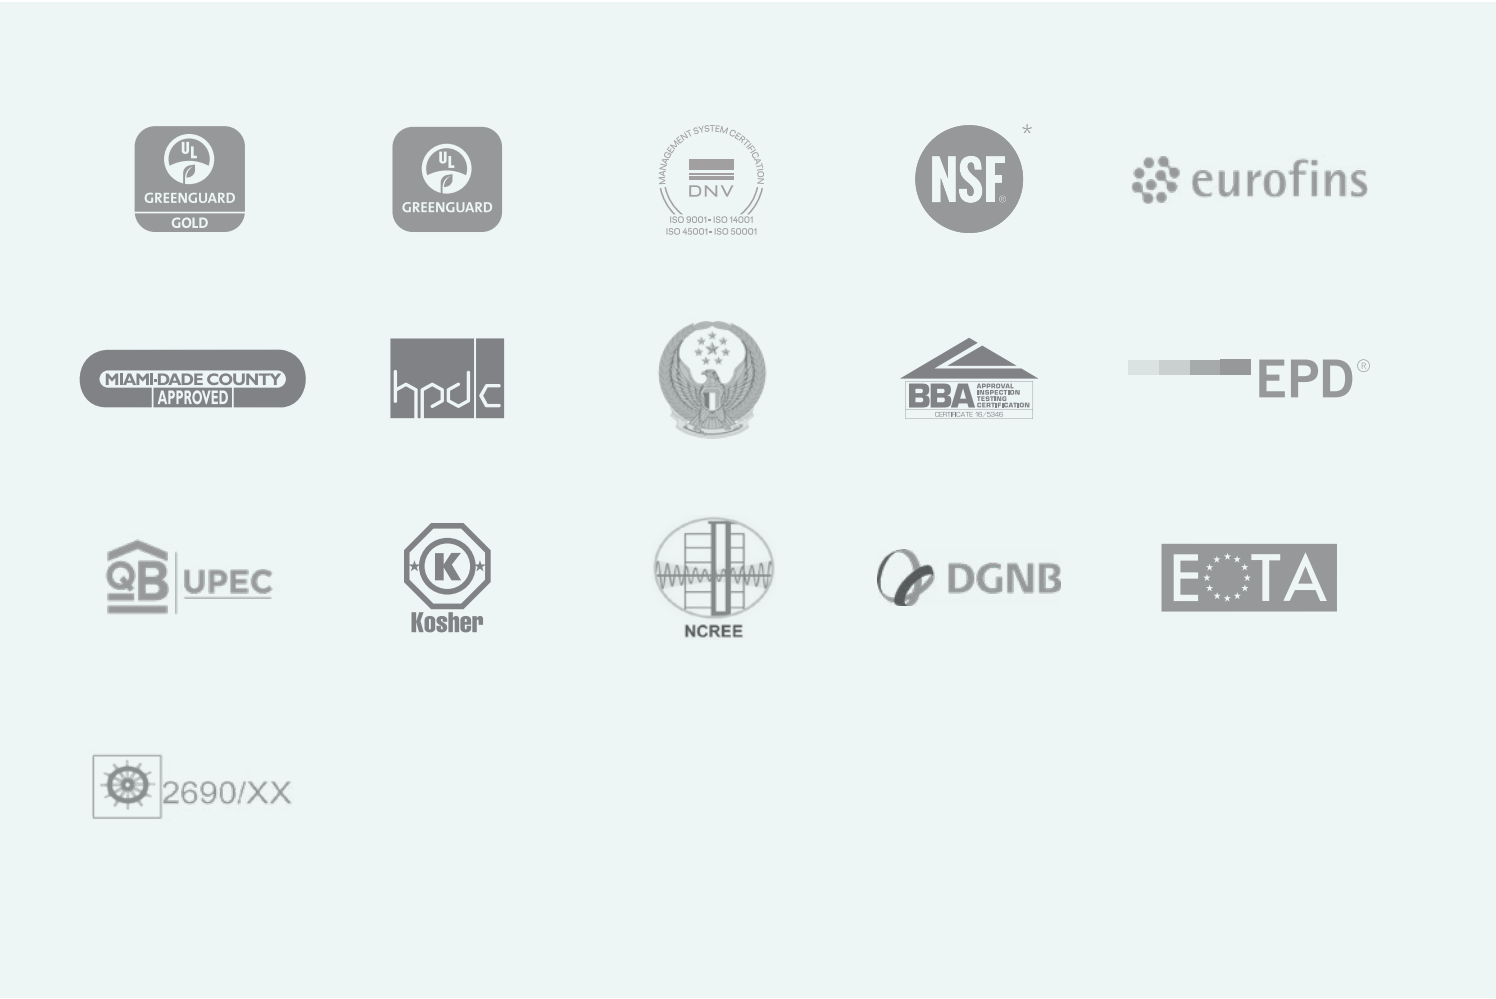 UL
GREENGUARD
GOLD
UL
GREENGUARD
MANAGEMENT SYSTEM CERTIFICATION
DNV
ISO 9001▪ ISO 14001
ISO 45001▪ ISO 50001
NSF® *
eurofins
MIAMI-DADE COUNTY
APPROVED
hpdc
BBA
APPROVAL
INSPECTION
TESTING
CERTIFICATION
CERTIFICATE 16/5346
EPD®
QB UPEC
K
Kosher
NCREE
DGNB
EOTA
2690/XX